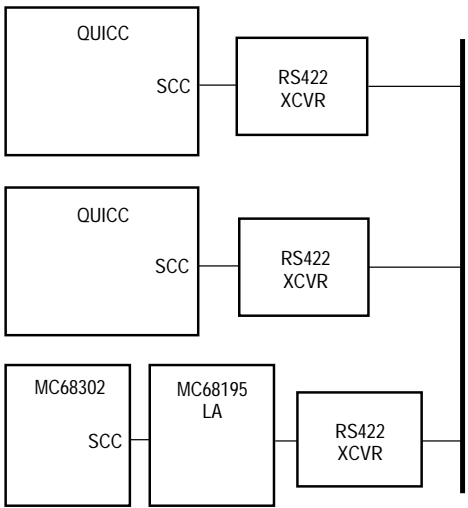 QUICC
SCC
RS422
XCVR
QUICC
SCC
RS422
XCVR
MC68302
SCC
MC68195
LA
RS422
XCVR